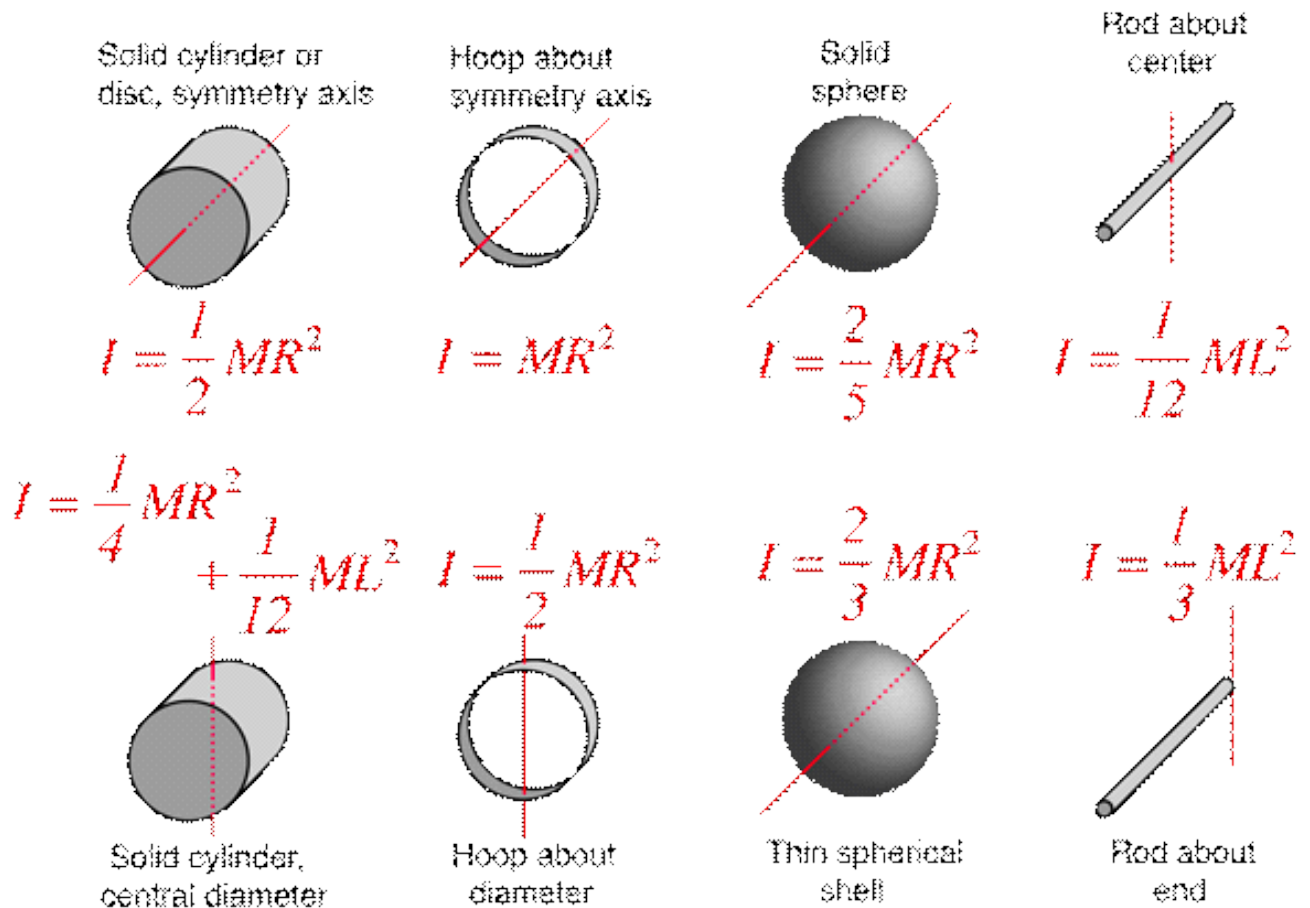 Solid cylinder or
disc, symmetry axis
Hoop about
symmetry axis
Solid
sphere
Rod about
center
I = 1/2 MR²
I = MR²
I = 2/5 MR²
I = 1/12 ML²
I = 1/4 MR²
+ 1/12 ML²
I = 1/2 MR²
I = 2/3 MR²
I = 1/3 ML²
Solid cylinder,
central diameter
Hoop about
diameter
Thin spherical
shell
Rod about
end